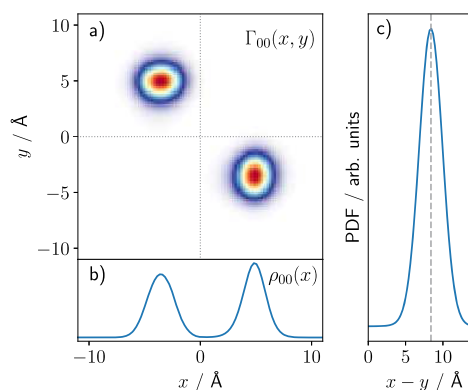 a)
Γ₀₀(x, y)
10
5
0
−5
−10
y / Å
b)
ρ₀₀(x)
−10
0
10
x / Å
c)
PDF / arb. units
0
5
10
x − y / Å